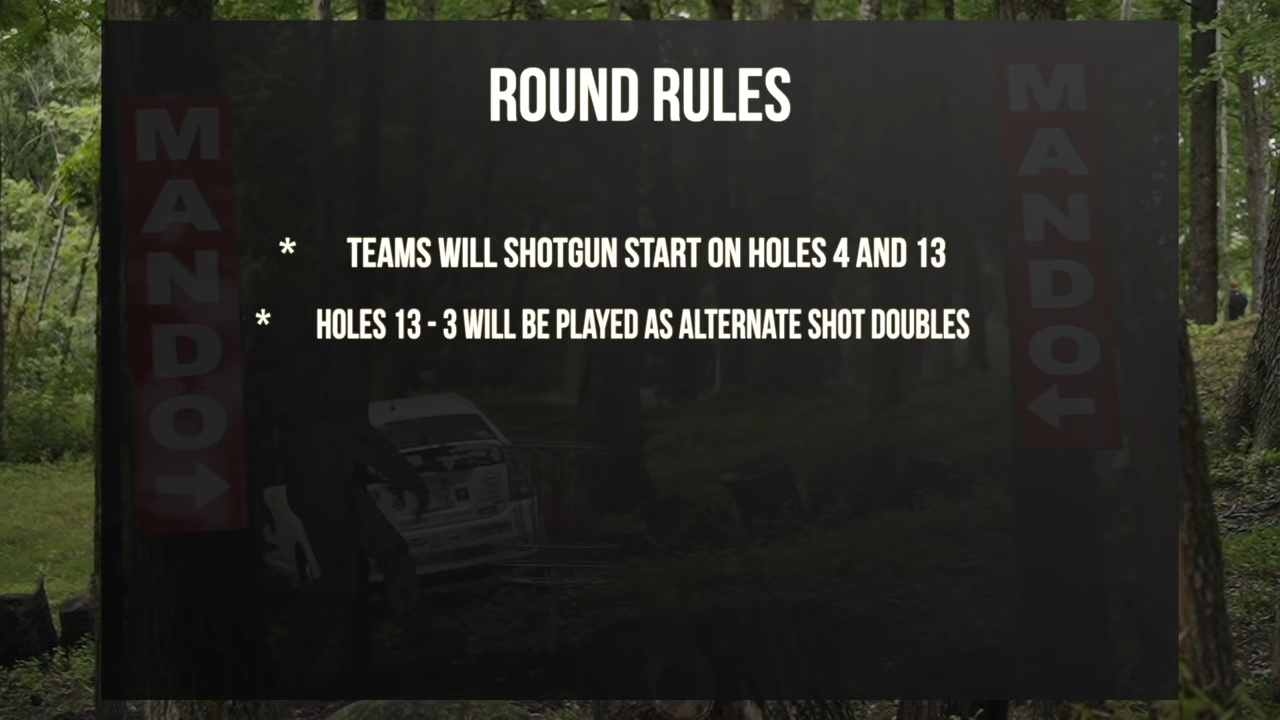 ROUND RULES
* TEAMS WILL SHOTGUN START ON HOLES 4 AND 13
* HOLES 13 - 3 WILL BE PLAYED AS ALTERNATE SHOT DOUBLES
MANDO→
MANDO←